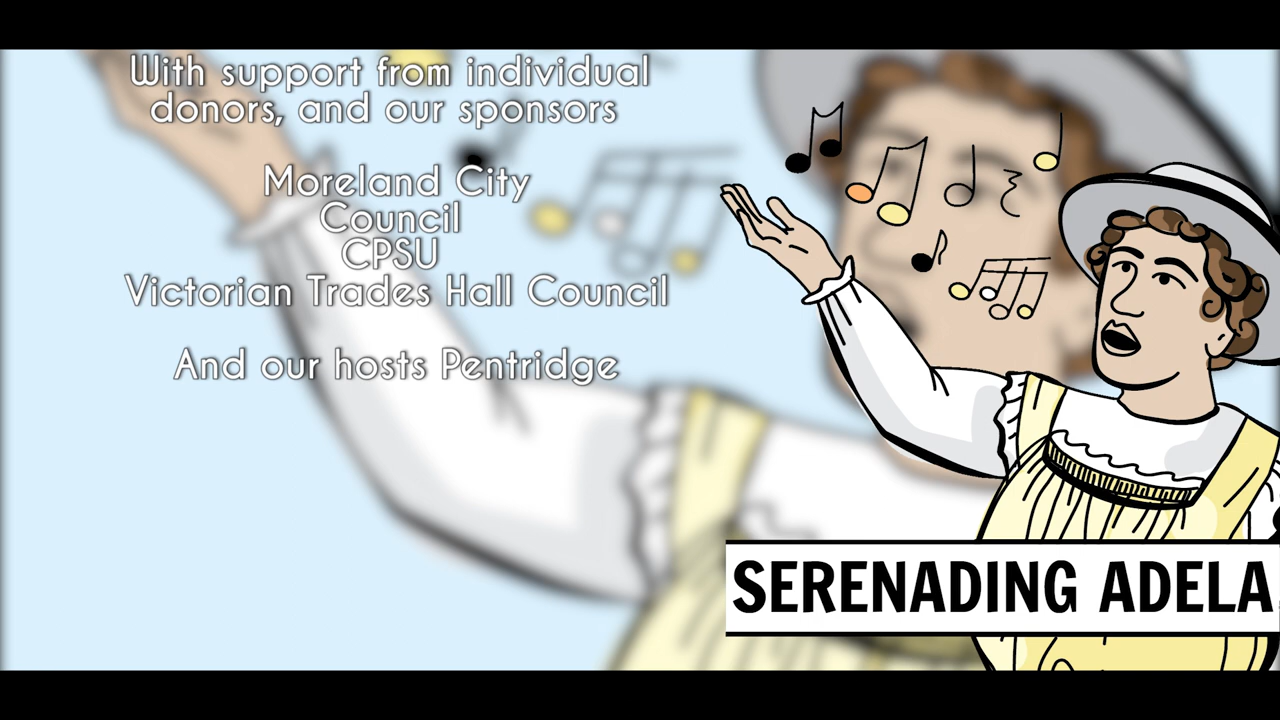 With support from individual
donors, and our sponsors
Moreland City
Council
CPSU
Victorian Trades Hall Council
And our hosts Pentridge
SERENADING ADELA